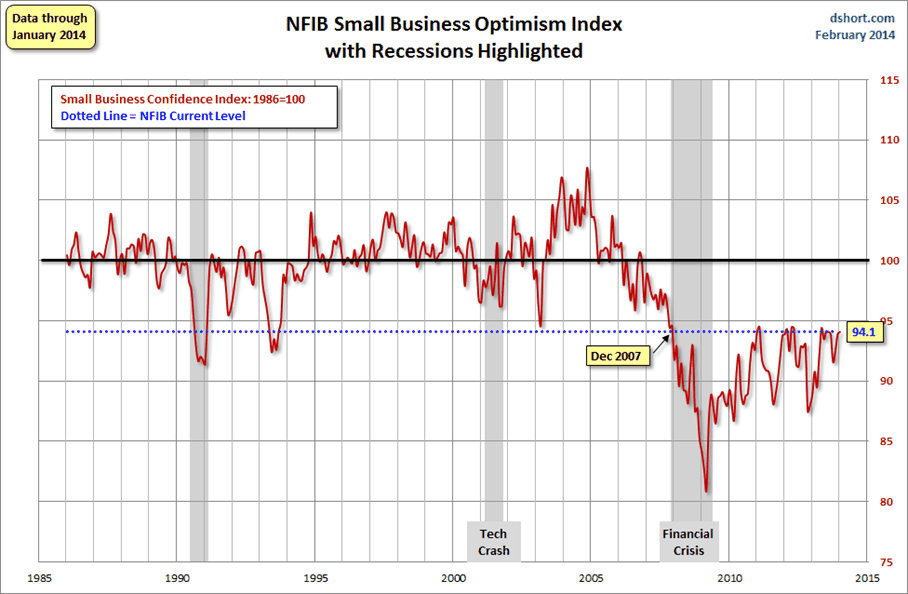 Data through
January 2014
NFIB Small Business Optimism Index
with Recessions Highlighted
dshort.com
February 2014
Small Business Confidence Index: 1986=100
Dotted Line = NFIB Current Level
115
110
105
100
95
94.1
Dec 2007
90
85
80
75
Tech
Crash
Financial
Crisis
1985
1990
1995
2000
2005
2010
2015